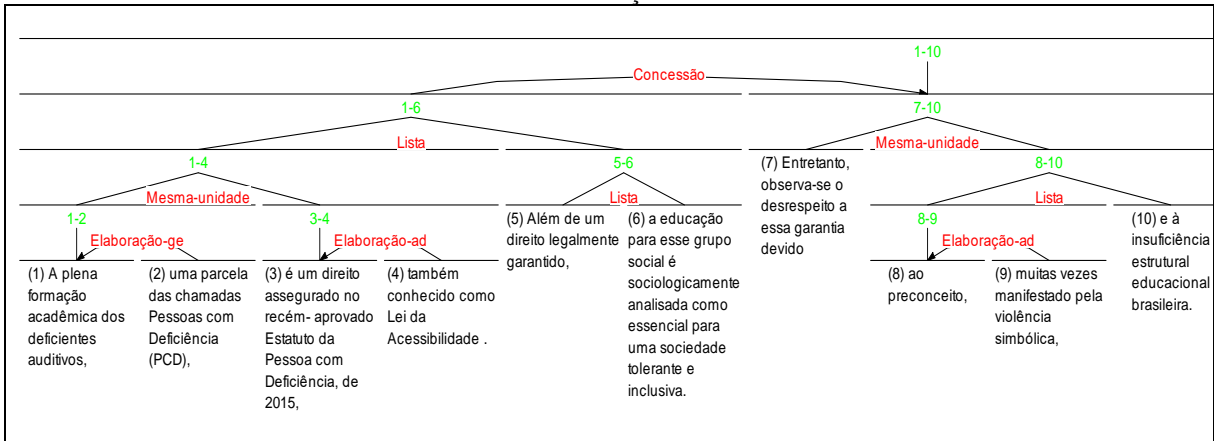 1-10
Concessão
1-6
7-10
Lista
Mesma-unidade
1-4
5-6
8-10
Mesma-unidade
Lista
Lista
1-2
3-4
8-9
Elaboração-ge
Elaboração-ad
Elaboração-ad
(1) A plena
formação
acadêmica dos
deficientes
auditivos,
(2) uma parcela
das chamadas
Pessoas com
Deficiência
(PCD),
(3) é um direito
assegurado no
recém- aprovado
Estatuto da
Pessoa com
Deficiência, de
2015,
(4) também
conhecido como
Lei da
Acessibilidade .
(5) Além de um
direito legalmente
garantido,
(6) a educação
para esse grupo
social é
sociologicamente
analisada como
essencial para
uma sociedade
tolerante e
inclusiva.
(7) Entretanto,
observa-se o
desrespeito a
essa garantia
devido
(8) ao
preconceito,
(9) muitas vezes
manifestado pela
violência
simbólica,
(10) e à
insuficiência
estrutural
educacional
brasileira.